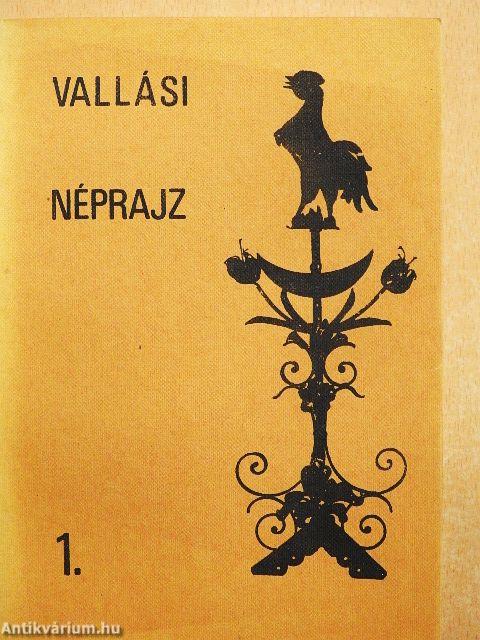 VALLÁSI
NÉPRAJZ
1.
Antikvárium.hu